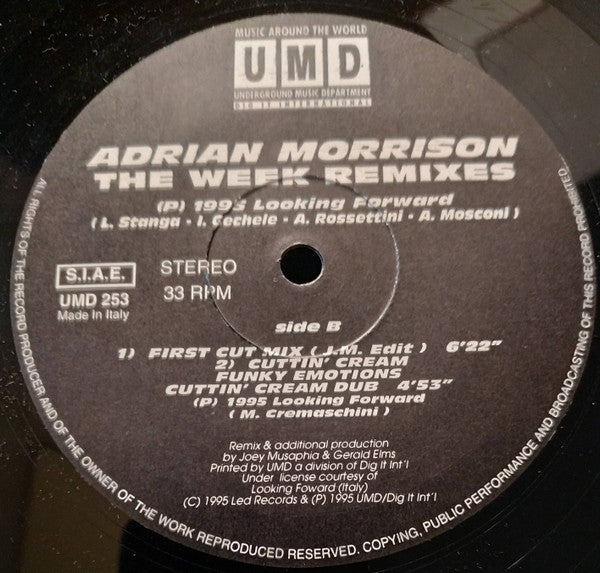 MUSIC AROUND THE WORLD
UMD
UNDERGROUND MUSIC DEPARTMENT
DIG IT INTERNATIONAL
ADRIAN MORRISON
THE WEEK REMIXES
(P) 1995 Looking Forward
( L. Stanga - I. Cechele - A. Rossettini - A. Mosconi )
S.I.A.E.
UMD 253
Made in Italy
STEREO
33 RPM
side B
1) FIRST CUT MIX ( J.M. Edit ) 6'22"
2) CUTTIN' CREAM
FUNKY EMOTIONS
CUTTIN' CREAM DUB 4'53"
(P) 1995 Looking Forward
( M. Cremaschini )
Remix & additional production
by Joey Musaphia & Gerald Elms
Printed by UMD a division of Dig It Int'l
Under license courtesy of
Looking Foward (Italy)
(C) 1995 Led Records & (P) 1995 UMD/Dig It Int'l
ALL RIGHTS OF THE RECORD PRODUCER AND OF THE OWNER OF THE WORK REPRODUCED RESERVED. COPYING, PUBLIC PERFORMANCE AND BROADCASTING OF THIS RECORD PROHIBITED